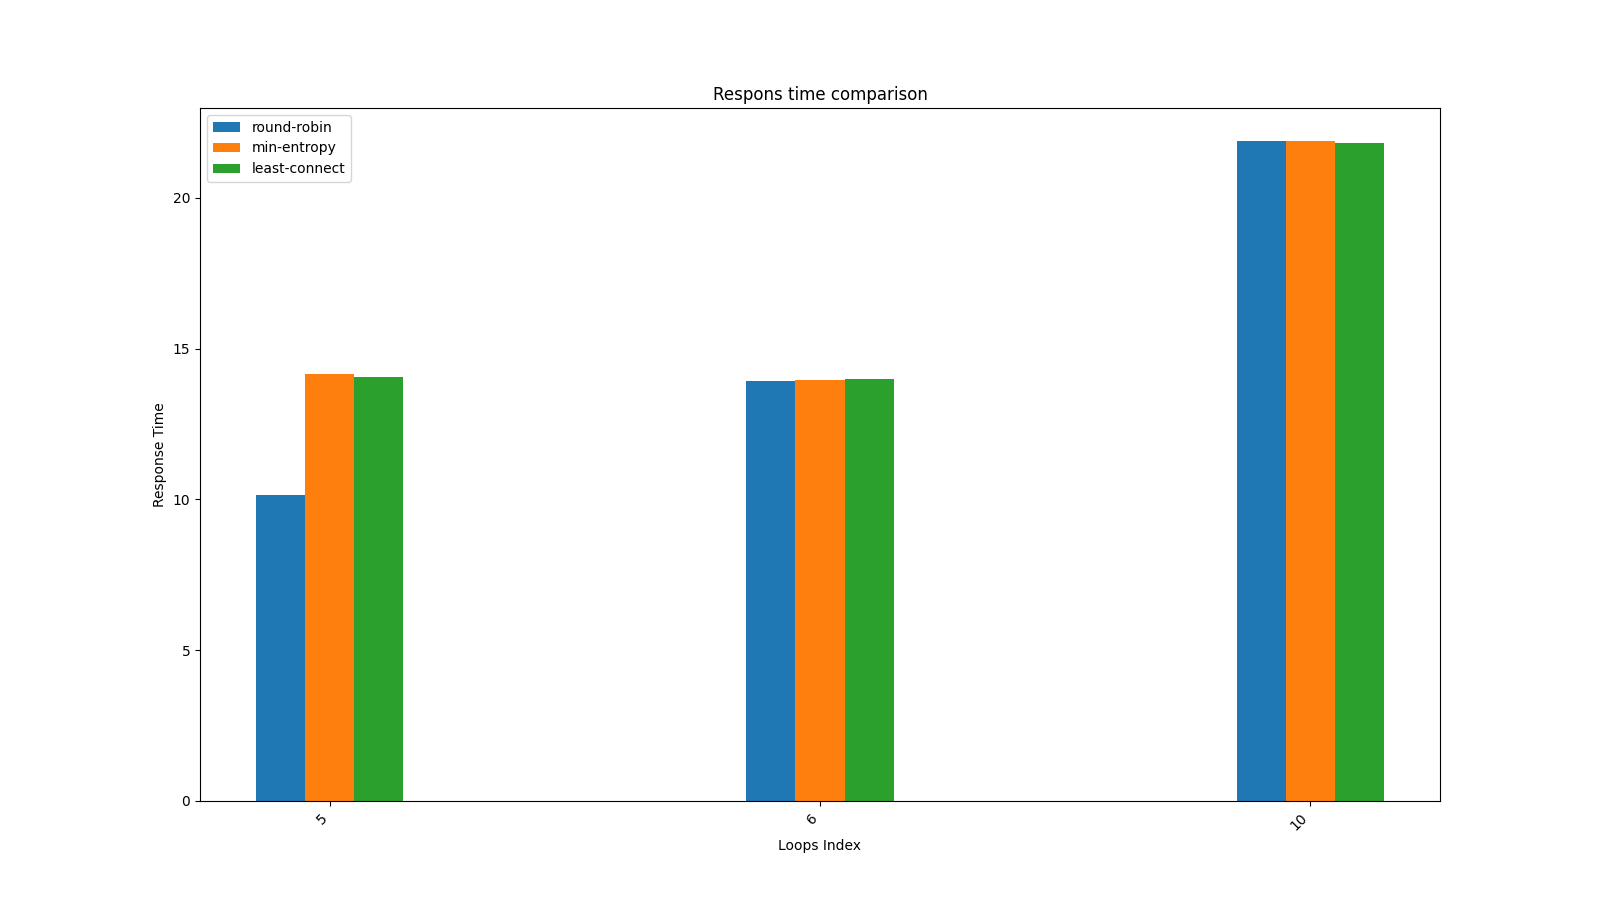 Respons time comparison
round-robin
min-entropy
least-connect
20
15
10
5
0
Response Time
5
6
10
Loops Index